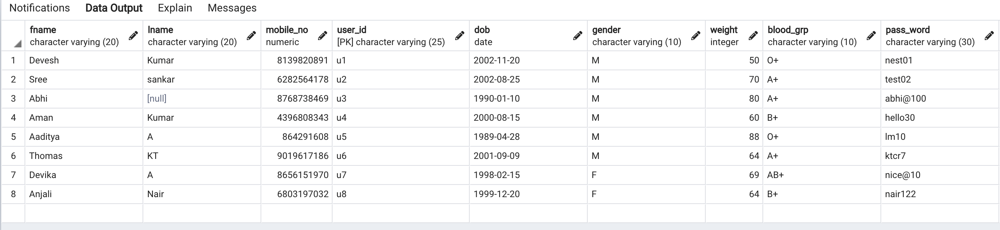 Notifications Data Output Explain Messages
fname lname mobile_no user_id dob gender weight blood_grp pass_word
character varying (20) character varying (20) numeric [PK] character varying (25) date character varying (10) integer character varying (10) character varying (30)
1 Devesh Kumar 8139820891 u1 2002-11-20 M 50 O+ nest01
2 Sree sankar 6282564178 u2 2002-08-25 M 70 A+ test02
3 Abhi [null] 8768738469 u3 1990-01-10 M 80 A+ abhi@100
4 Aman Kumar 4396808343 u4 2000-08-15 M 60 B+ hello30
5 Aaditya A 864291608 u5 1989-04-28 M 88 O+ lm10
6 Thomas KT 9019617186 u6 2001-09-09 M 64 A+ ktcr7
7 Devika A 8656151970 u7 1998-02-15 F 69 AB+ nice@10
8 Anjali Nair 6803197032 u8 1999-12-20 F 64 B+ nair122